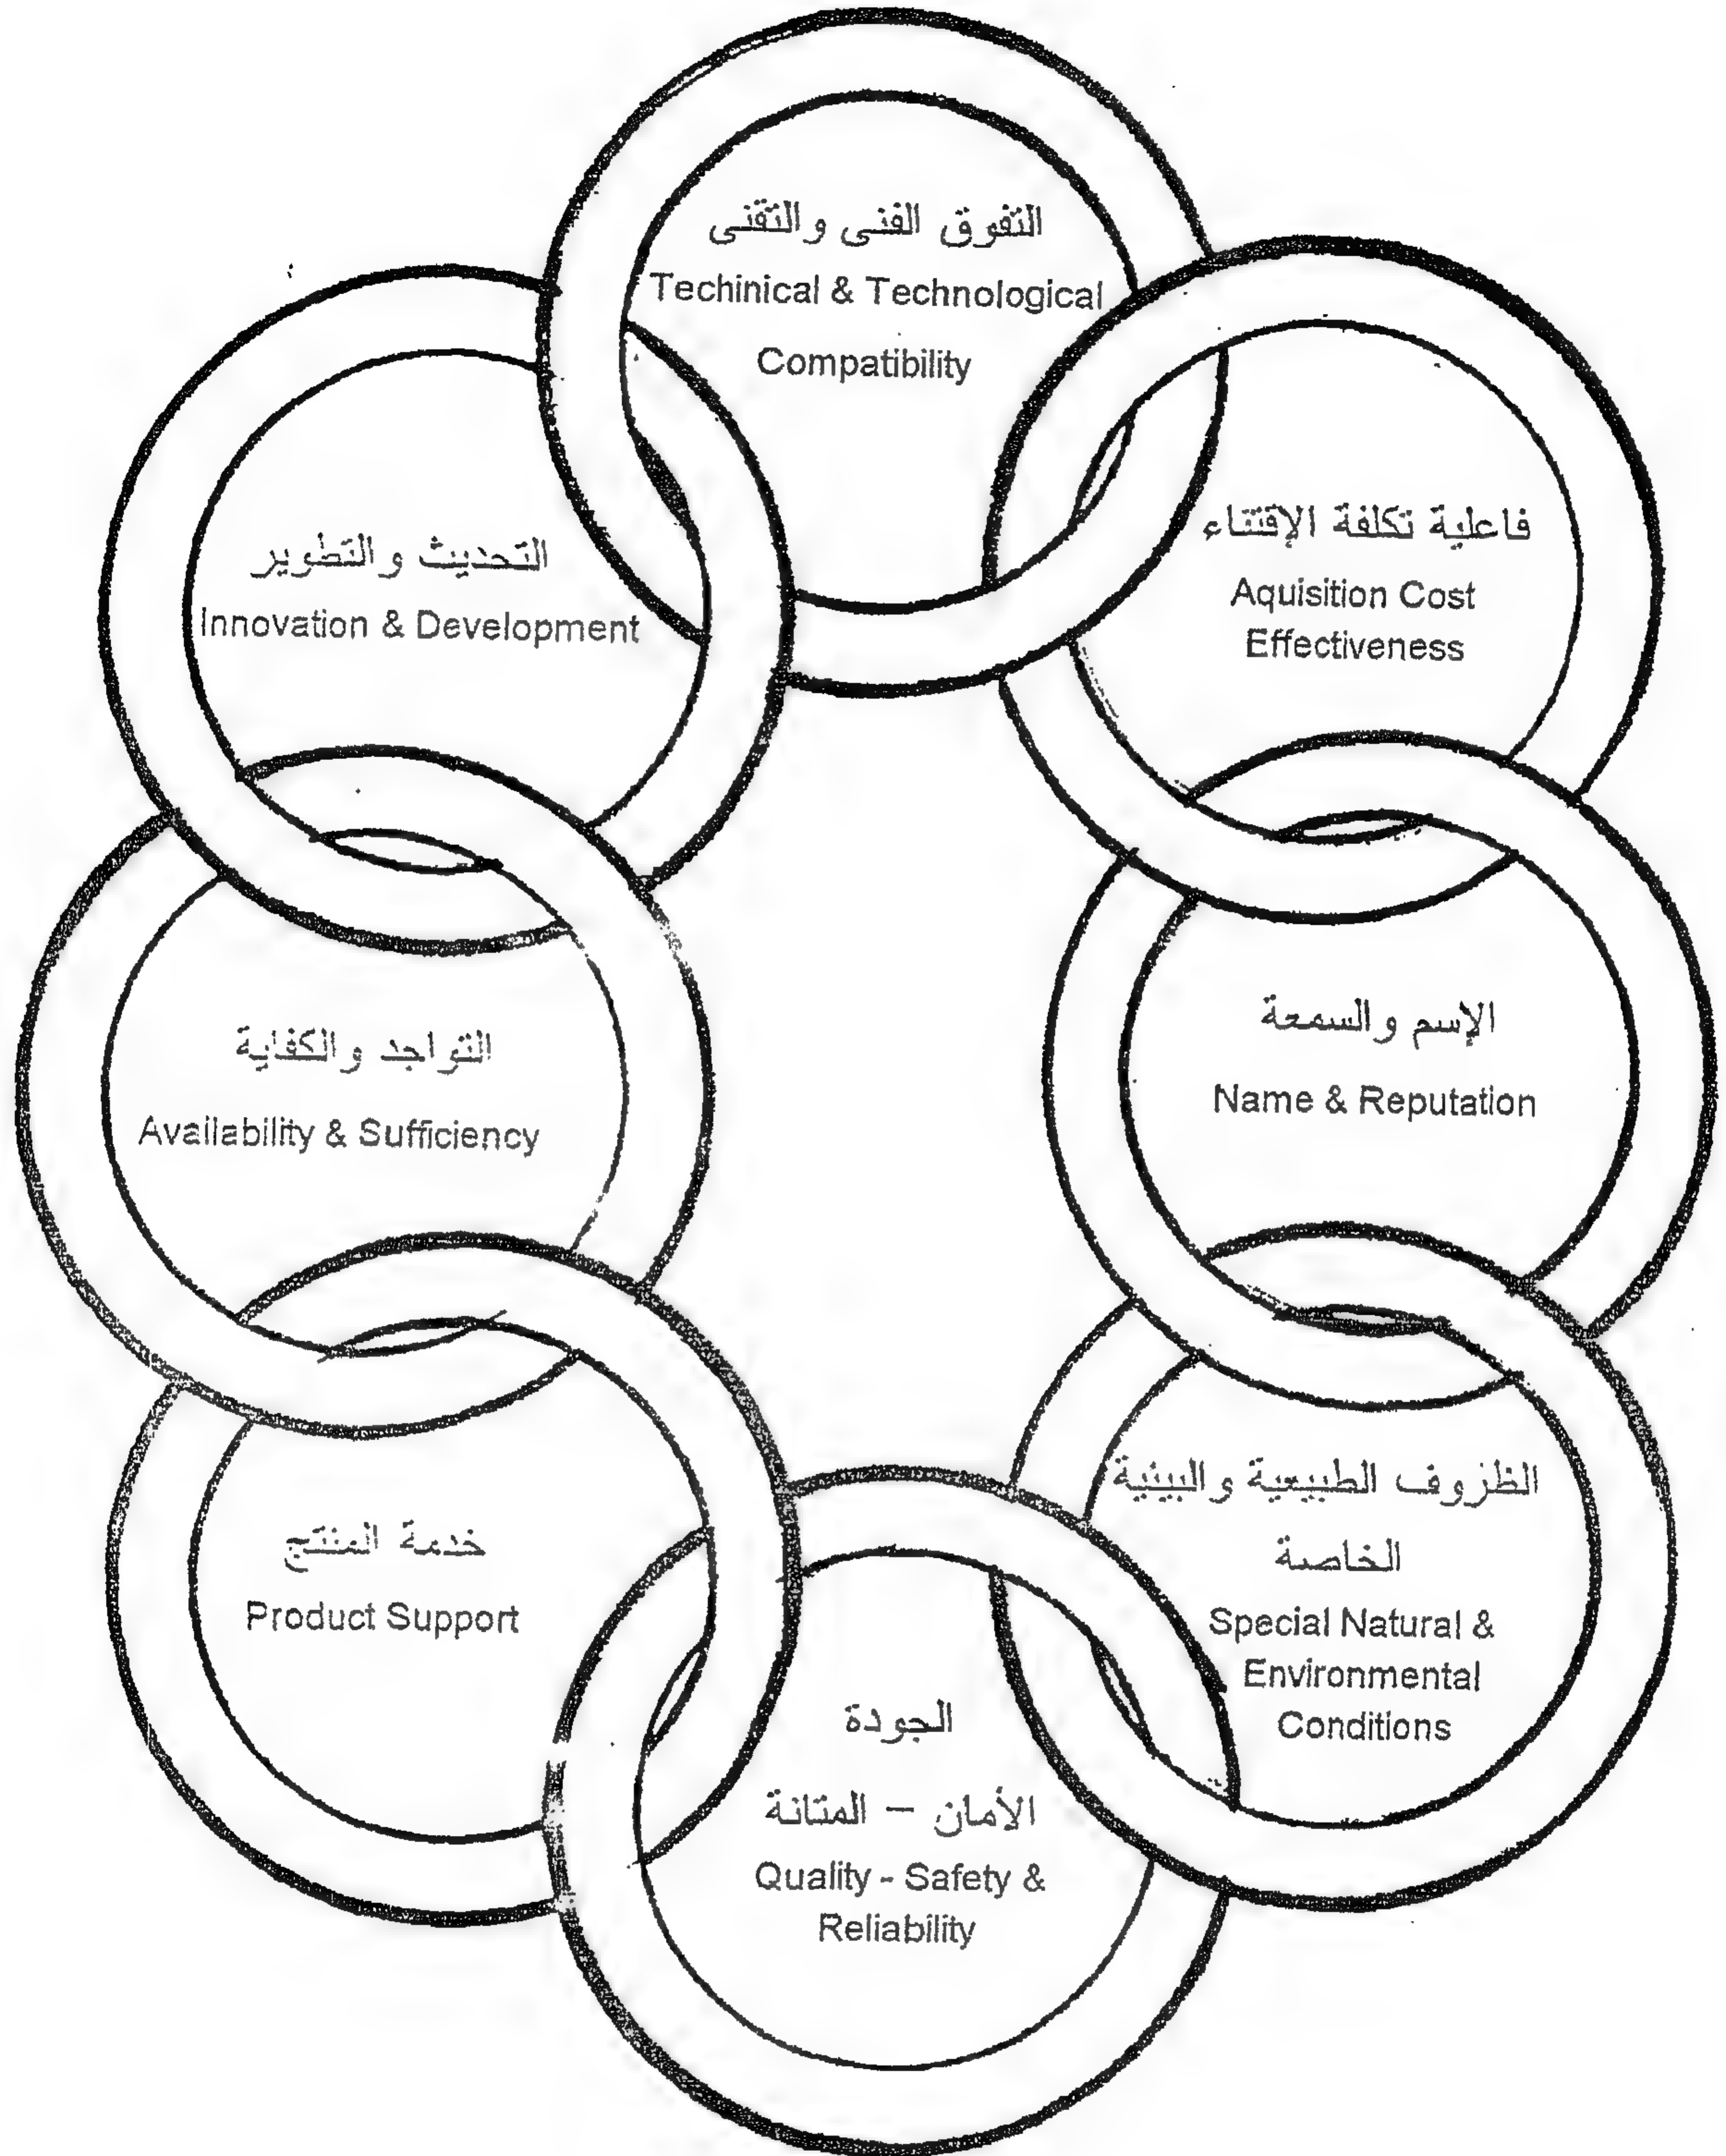 التفوق الفنى والتقنى
Techinical & Technological
Compatibility
فاعلية تكلفة الإقتناء
Aquisition Cost
Effectiveness
الإسم والسمعة
Name & Reputation
الظزوف الطبيعية والبيئية
الخاصة
Special Natural &
Environmental
Conditions
الجودة
الأمان – المتانة
Quality - Safety &
Reliability
خدمة المنتج
Product Support
التواجد والكفاية
Availability & Sufficiency
التحديث والتطوير
Innovation & Development